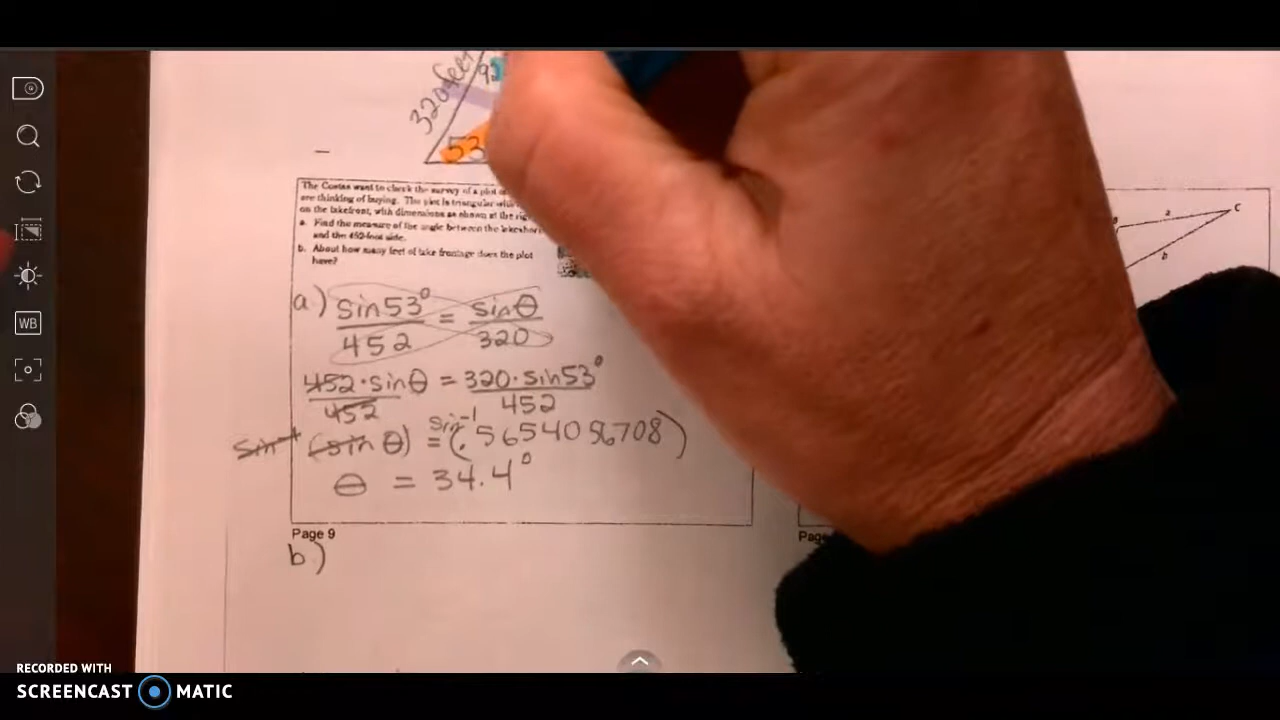 320 feet
92
53
The Costas want to check the survey of a plot
are thinking of buying. The plot is triangular with
on the lakefront, with dimensions as shown at the
a. Find the measure of the angle between the
and the 452-foot side.
b. About how many feet of lake frontage does the plot
have?
a) sin53° = sinθ
452 320
452·sinθ = 320·sin53°
452 452
sin⁻¹ (sin θ) = sin⁻¹(.5654056708)
θ = 34.4°
Page 9
b)
a
C
b
WB
RECORDED WITH
SCREENCAST MATIC